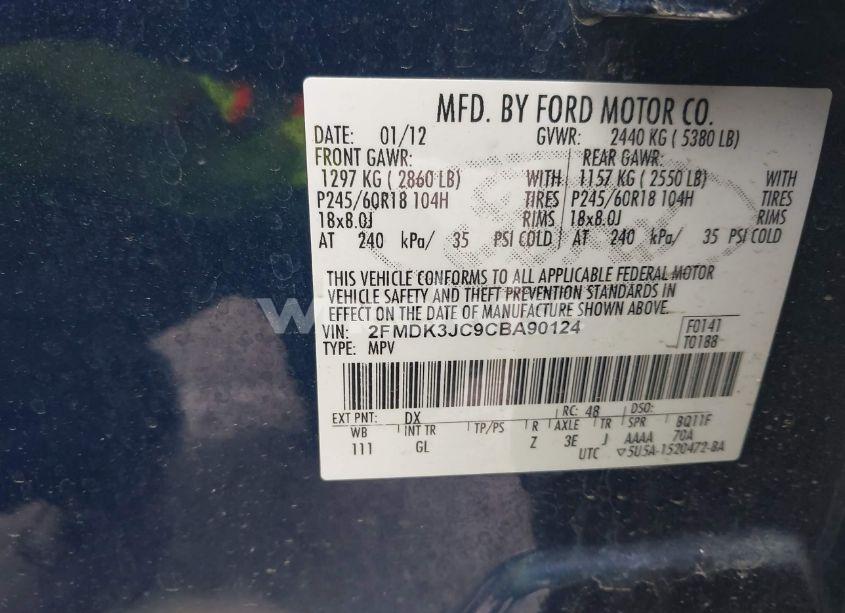 MFD. BY FORD MOTOR CO.
DATE: 01/12 GVWR: 2440 KG ( 5380 LB)
FRONT GAWR: REAR GAWR:
1297 KG ( 2860 LB) WITH 1157 KG ( 2550 LB) WITH
P245/60R18 104H TIRES P245/60R18 104H TIRES
18x8.0J RIMS 18x8.0J RIMS
AT 240 kPa/ 35 PSI COLD AT 240 kPa/ 35 PSI COLD
THIS VEHICLE CONFORMS TO ALL APPLICABLE FEDERAL MOTOR
VEHICLE SAFETY AND THEFT PREVENTION STANDARDS IN
EFFECT ON THE DATE OF MANUFACTURE SHOWN ABOVE.
VIN: 2FMDK3JC9CBA90124 F0141
TYPE: MPV T0188
EXT PNT: DX RC: 48 DSO:
WB INT TR TP/PS R AXLE TR SPR BQ11F
111 GL Z 3E J AAAA 70A
UTC ▽5U5A-1520472-BA